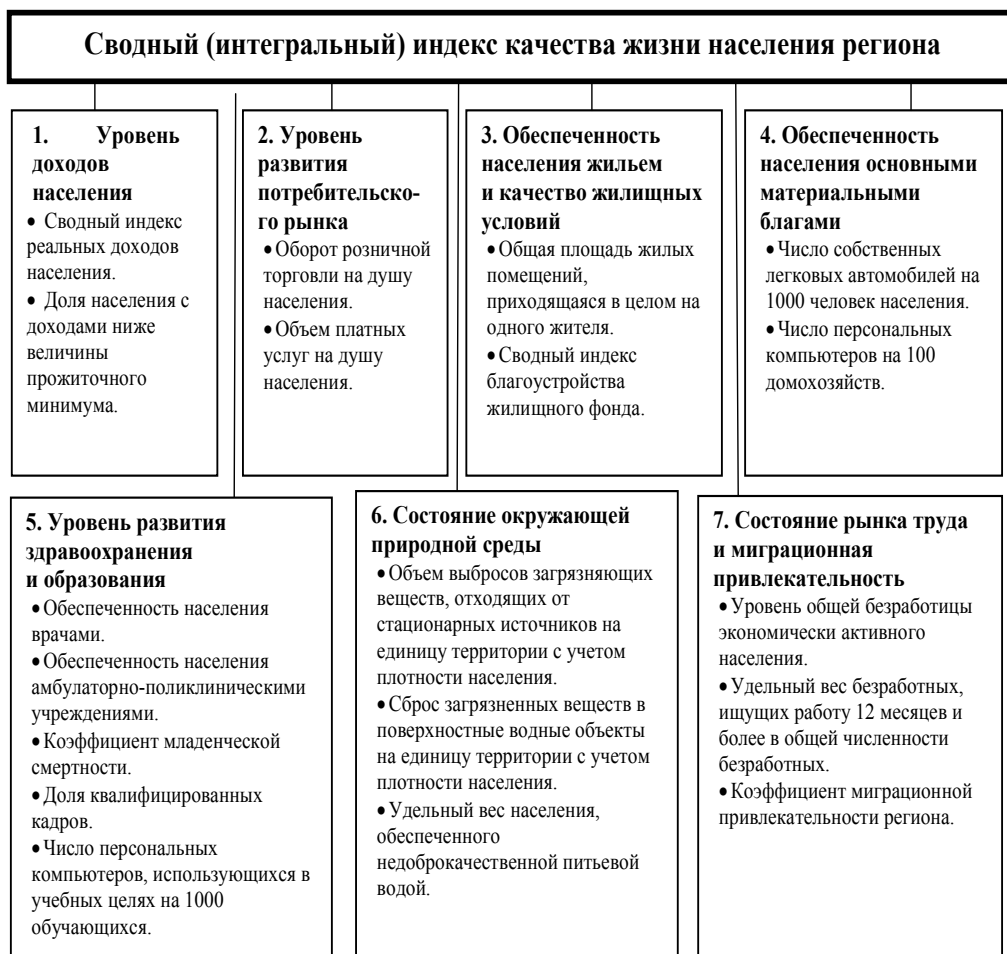 Сводный (интегральный) индекс качества жизни населения региона
1. Уровень
доходов
населения
• Сводный индекс
реальных доходов
населения.
• Доля населения с
доходами ниже
величины
прожиточного
минимума.
2. Уровень
развития
потребительско-
го рынка
• Оборот розничной
торговли на душу
населения.
• Объем платных
услуг на душу
населения.
3. Обеспеченность
населения жильем
и качество жилищных
условий
• Общая площадь жилых
помещений,
приходящаяся в целом на
одного жителя.
• Сводный индекс
благоустройства
жилищного фонда.
4. Обеспеченность
населения основными
материальными
благами
• Число собственных
легковых автомобилей на
1000 человек населения.
• Число персональных
компьютеров на 100
домохозяйств.
5. Уровень развития
здравоохранения
и образования
• Обеспеченность населения
врачами.
• Обеспеченность населения
амбулаторно-поликлиническими
учреждениями.
• Коэффициент младенческой
смертности.
• Доля квалифицированных
кадров.
• Число персональных
компьютеров, использующихся в
учебных целях на 1000
обучающихся.
6. Состояние окружающей
природной среды
• Объем выбросов загрязняющих
веществ, отходящих от
стационарных источников на
единицу территории с учетом
плотности населения.
• Сброс загрязненных веществ в
поверхностные водные объекты
на единицу территории с учетом
плотности населения.
• Удельный вес населения,
обеспеченного
недоброкачественной питьевой
водой.
7. Состояние рынка труда
и миграционная
привлекательность
• Уровень общей безработицы
экономически активного
населения.
• Удельный вес безработных,
ищущих работу 12 месяцев и
более в общей численности
безработных.
• Коэффициент миграционной
привлекательности региона.